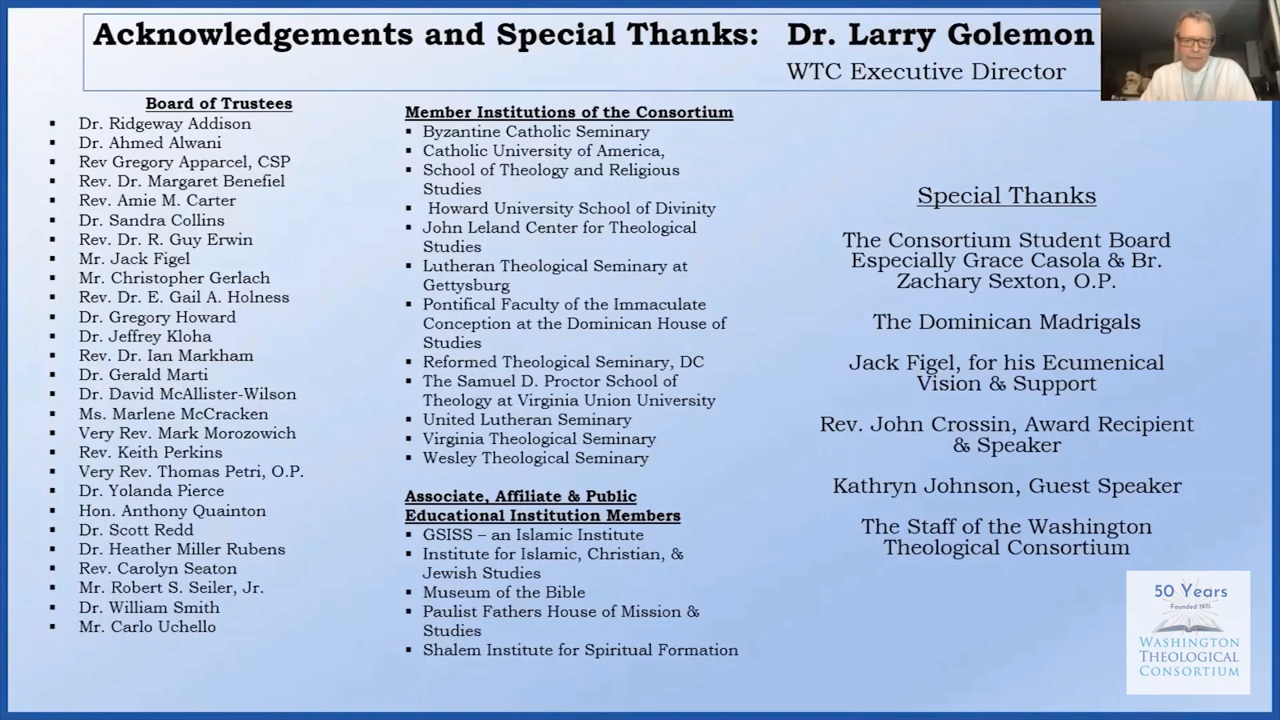 Acknowledgements and Special Thanks: Dr. Larry Golemon
WTC Executive Director
Board of Trustees
▪ Dr. Ridgeway Addison
▪ Dr. Ahmed Alwani
▪ Rev Gregory Apparcel, CSP
▪ Rev. Dr. Margaret Benefiel
▪ Rev. Amie M. Carter
▪ Dr. Sandra Collins
▪ Rev. Dr. R. Guy Erwin
▪ Mr. Jack Figel
▪ Mr. Christopher Gerlach
▪ Rev. Dr. E. Gail A. Holness
▪ Dr. Gregory Howard
▪ Dr. Jeffrey Kloha
▪ Rev. Dr. Ian Markham
▪ Dr. Gerald Marti
▪ Dr. David McAllister-Wilson
▪ Ms. Marlene McCracken
▪ Very Rev. Mark Morozowich
▪ Rev. Keith Perkins
▪ Very Rev. Thomas Petri, O.P.
▪ Dr. Yolanda Pierce
▪ Hon. Anthony Quainton
▪ Dr. Scott Redd
▪ Dr. Heather Miller Rubens
▪ Rev. Carolyn Seaton
▪ Mr. Robert S. Seiler, Jr.
▪ Dr. William Smith
▪ Mr. Carlo Uchello
Member Institutions of the Consortium
▪ Byzantine Catholic Seminary
▪ Catholic University of America,
▪ School of Theology and Religious
Studies
▪ Howard University School of Divinity
▪ John Leland Center for Theological
Studies
▪ Lutheran Theological Seminary at
Gettysburg
▪ Pontifical Faculty of the Immaculate
Conception at the Dominican House of
Studies
▪ Reformed Theological Seminary, DC
▪ The Samuel D. Proctor School of
Theology at Virginia Union University
▪ United Lutheran Seminary
▪ Virginia Theological Seminary
▪ Wesley Theological Seminary
Associate, Affiliate & Public
Educational Institution Members
▪ GSISS – an Islamic Institute
▪ Institute for Islamic, Christian, &
Jewish Studies
▪ Museum of the Bible
▪ Paulist Fathers House of Mission &
Studies
▪ Shalem Institute for Spiritual Formation
Special Thanks
The Consortium Student Board
Especially Grace Casola & Br.
Zachary Sexton, O.P.
The Dominican Madrigals
Jack Figel, for his Ecumenical
Vision & Support
Rev. John Crossin, Award Recipient
& Speaker
Kathryn Johnson, Guest Speaker
The Staff of the Washington
Theological Consortium
50 Years
Founded 1971
WASHINGTON
THEOLOGICAL
CONSORTIUM